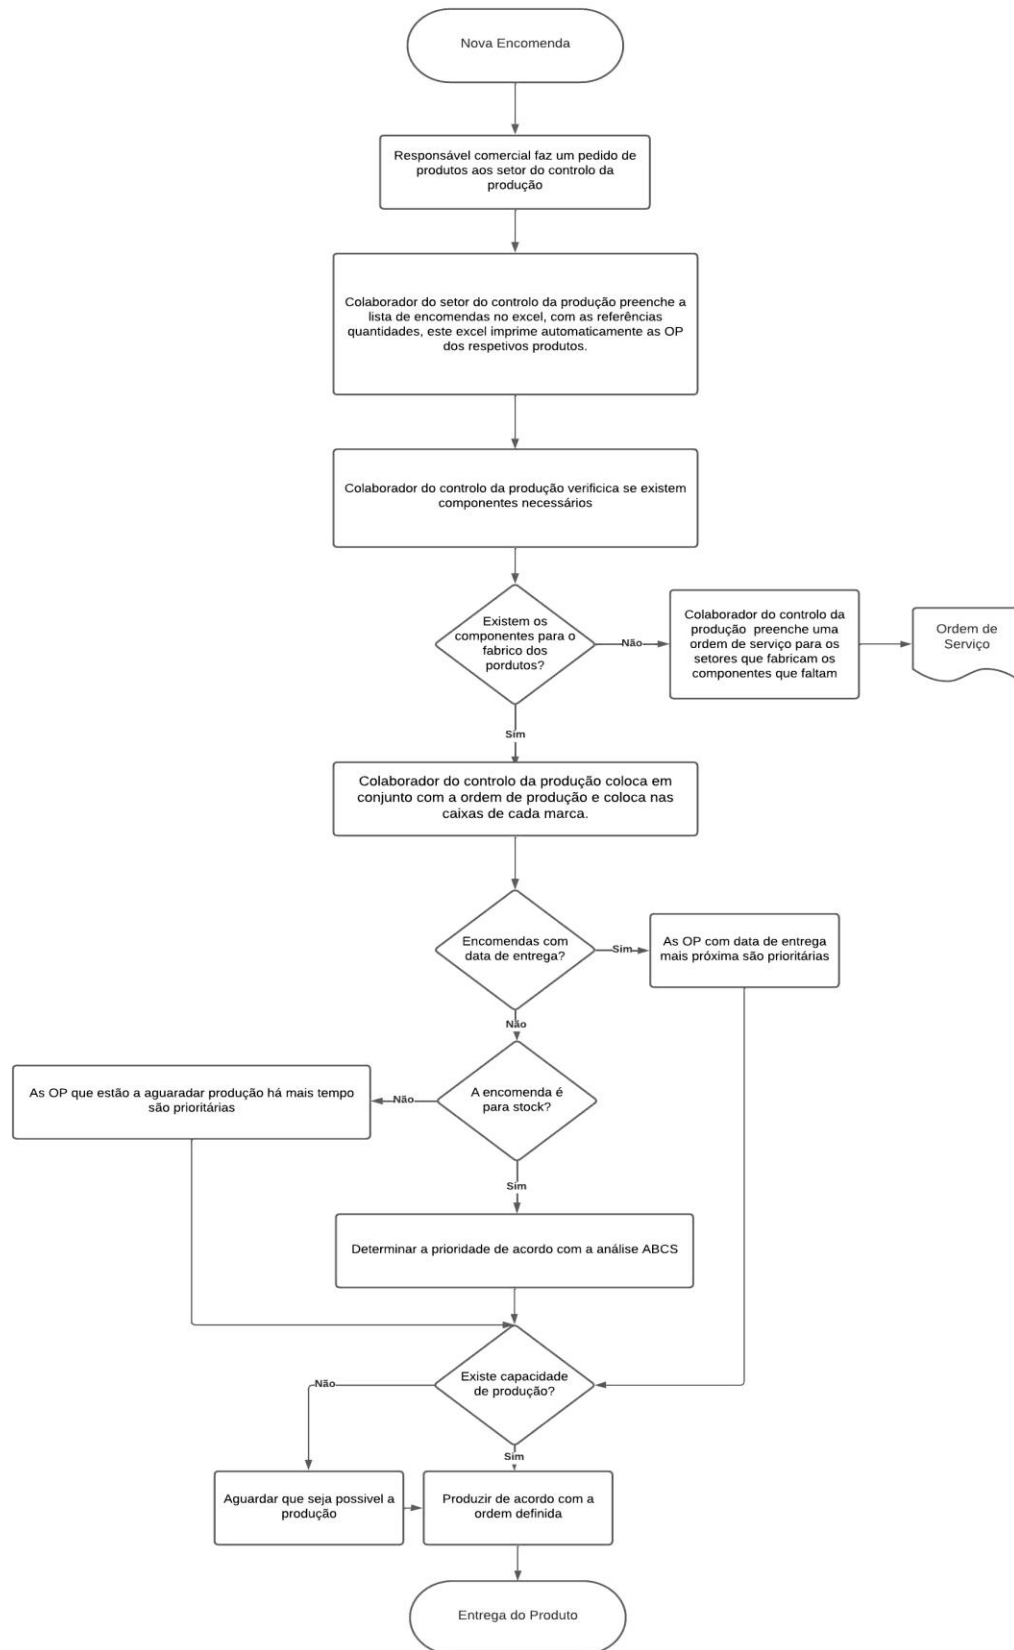 Nova Encomenda
Responsável comercial faz um pedido de
produtos aos setor do controlo da
produção
Colaborador do setor do controlo da produção preenche a
lista de encomendas no excel, com as referências
quantidades, este excel imprime automaticamente as OP
dos respetivos produtos.
Colaborador do controlo da produção verificica se existem
componentes necessários
Existem os
componentes para o
fabrico dos
pordutos?
Não
Colaborador do controlo da
produção preenche uma
ordem de serviço para os
setores que fabricam os
componentes que faltam
Ordem de
Serviço
Sim
Colaborador do controlo da produção coloca em
conjunto com a ordem de produção e coloca nas
caixas de cada marca.
Encomendas com
data de entrega?
Sim
As OP com data de entrega
mais próxima são prioritárias
Não
A encomenda é
para stock?
Não
As OP que estão a aguaradar produção há mais tempo
são prioritárias
Sim
Determinar a prioridade de acordo com a análise ABCS
Existe capacidade
de produção?
Não
Sim
Aguardar que seja possivel a
produção
Produzir de acordo com a
ordem definida
Entrega do Produto